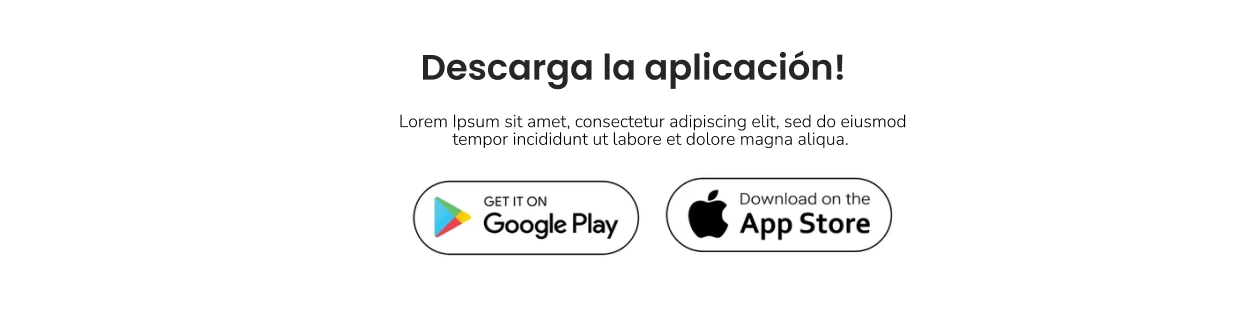 Descarga la aplicación!
Lorem Ipsum sit amet, consectetur adipiscing elit, sed do eiusmod
tempor incididunt ut labore et dolore magna aliqua.
GET IT ON
Google Play
Download on the
App Store